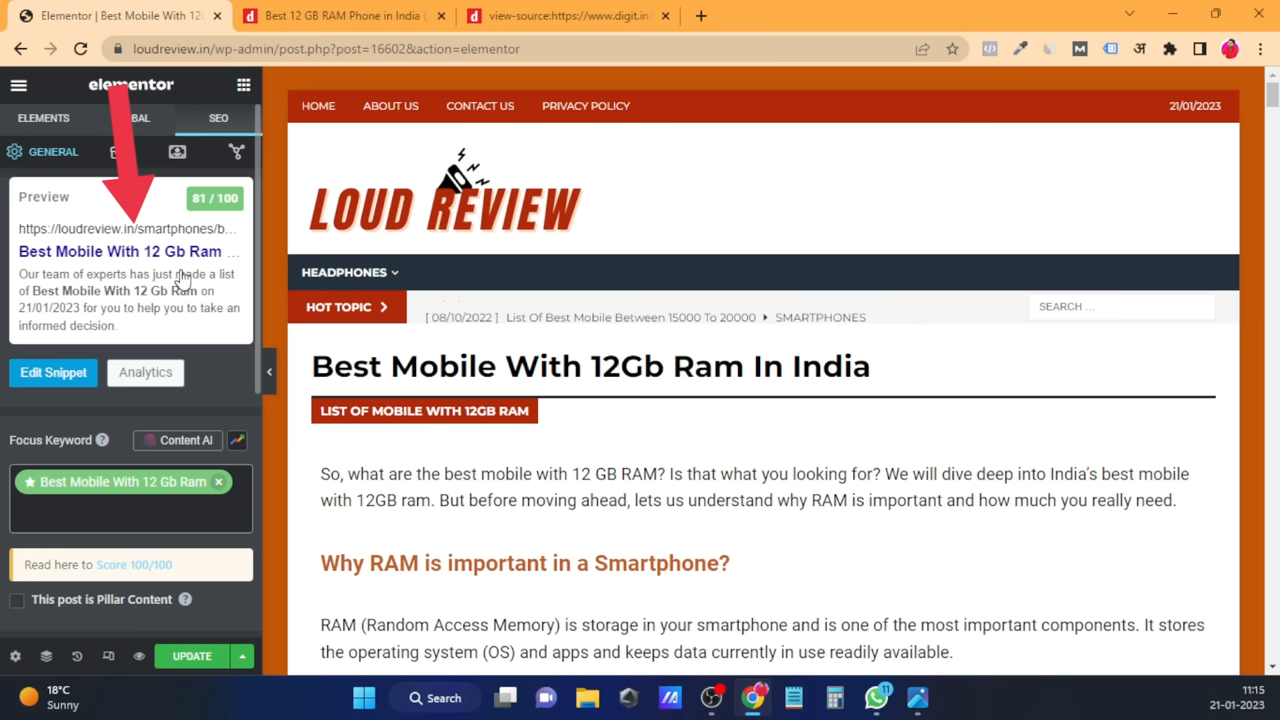 Elementor | Best Mobile With 12G
Best 12 GB RAM Phone in India (
view-source:https://www.digit.in/
loudreview.in/wp-admin/post.php?post=16602&action=elementor
अ
elementor
ELEMENTS
BAL
SEO
GENERAL
Preview
81 / 100
https://loudreview.in/smartphones/b...
Best Mobile With 12 Gb Ram ...
Our team of experts has just made a list
of Best Mobile With 12 Gb Ram on
21/01/2023 for you to help you to take an
informed decision.
Edit Snippet
Analytics
Focus Keyword
Content AI
Best Mobile With 12 Gb Ram
Read here to Score 100/100
This post is Pillar Content
UPDATE
HOME
ABOUT US
CONTACT US
PRIVACY POLICY
21/01/2023
LOUD REVIEW
HEADPHONES
HOT TOPIC
[ 08/10/2022 ] List Of Best Mobile Between 15000 To 20000 SMARTPHONES
SEARCH ...
Best Mobile With 12Gb Ram In India
LIST OF MOBILE WITH 12GB RAM
So, what are the best mobile with 12 GB RAM? Is that what you looking for? We will dive deep into India's best mobile
with 12GB ram. But before moving ahead, lets us understand why RAM is important and how much you really need.
Why RAM is important in a Smartphone?
RAM (Random Access Memory) is storage in your smartphone and is one of the most important components. It stores
the operating system (OS) and apps and keeps data currently in use readily available.
18°C
Sunny
Search
11
11:15
21-01-2023